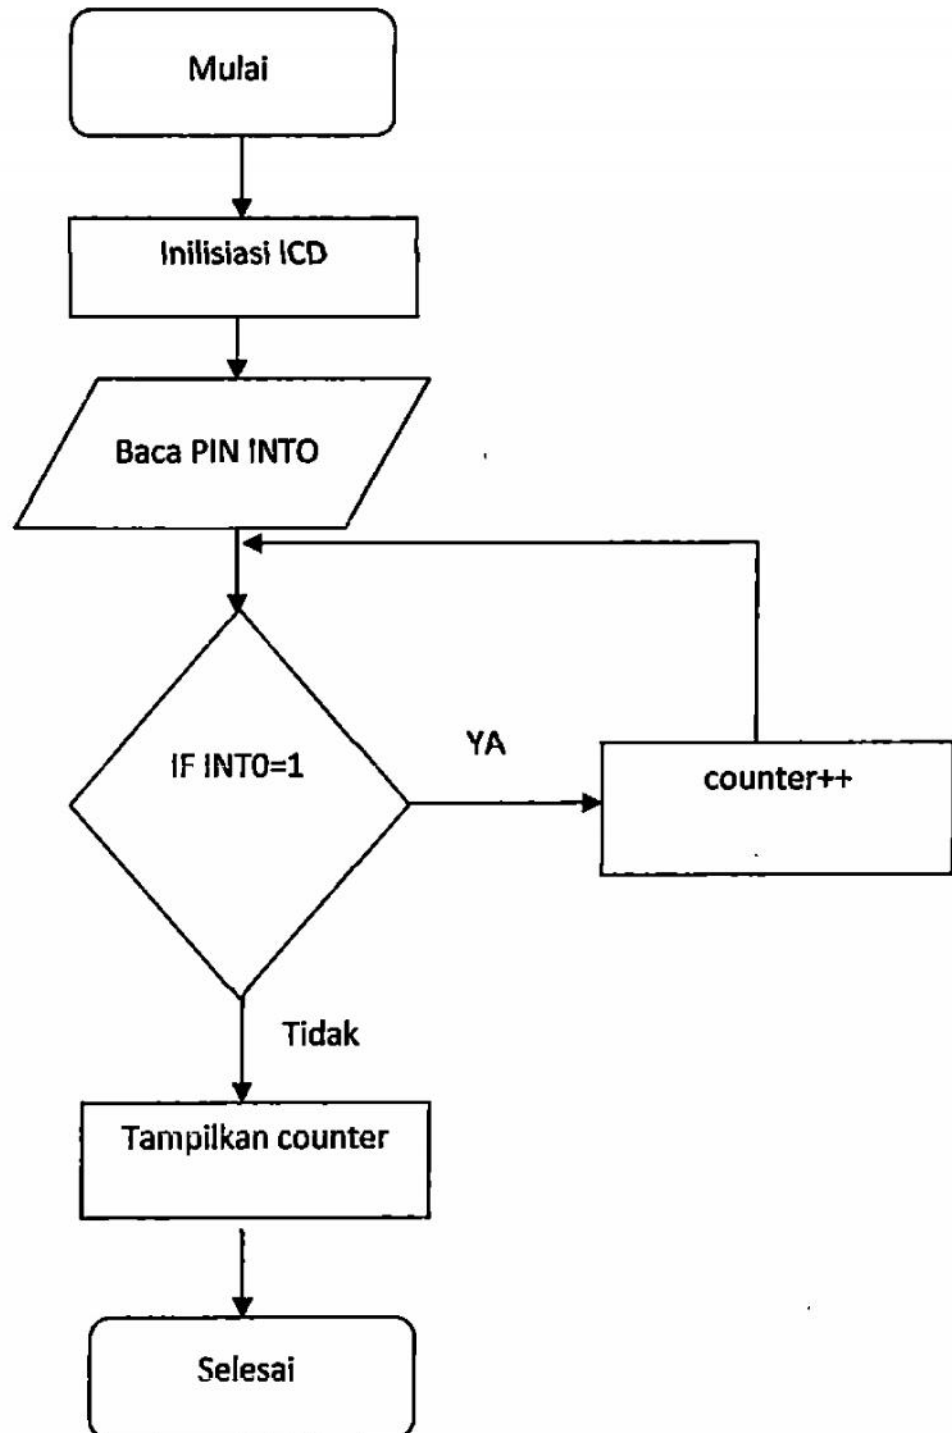 Mulai
Inilisiasi ICD
Baca PIN INTO
IF INT0=1
YA
counter++
Tidak
Tampilkan counter
Selesai